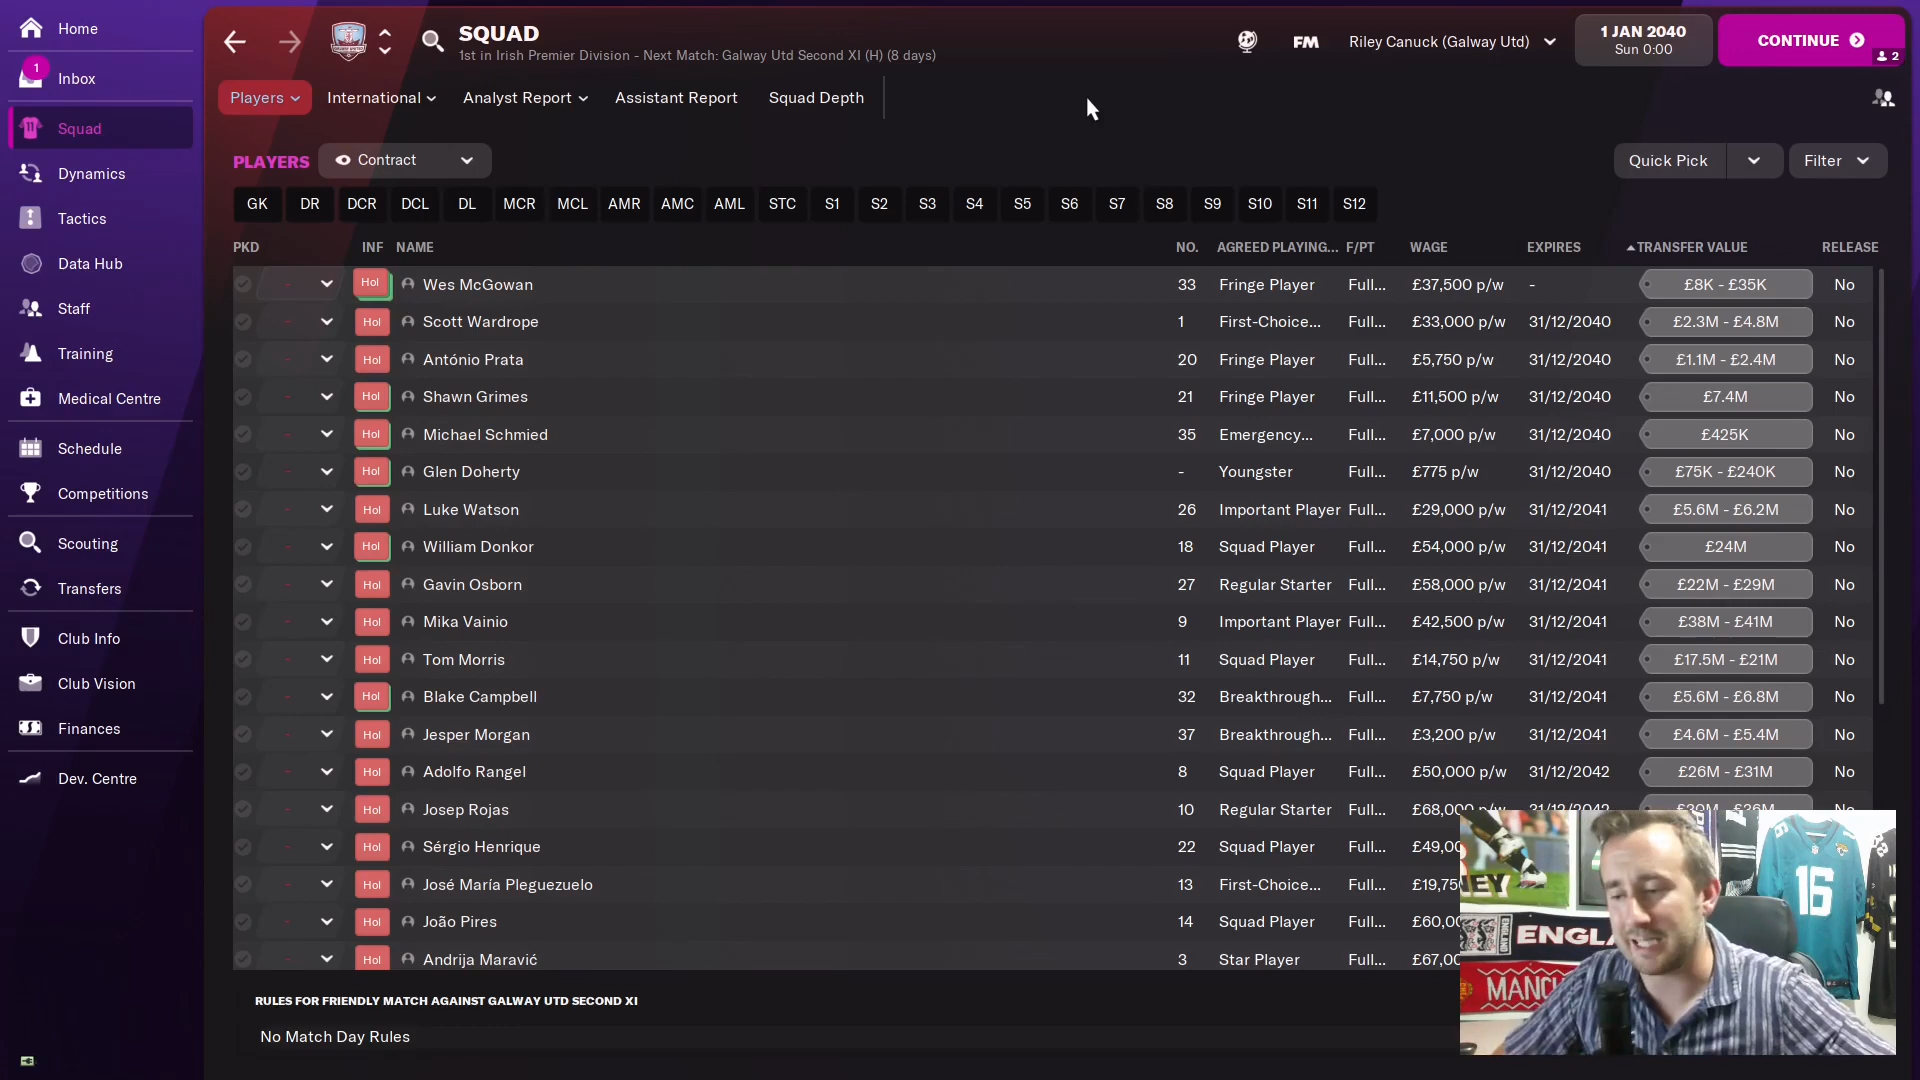 Home
SQUAD
1st in Irish Premier Division - Next Match: Galway Utd Second XI (H) (8 days)
FM
Riley Canuck (Galway Utd)
1 JAN 2040
Sun 0:00
CONTINUE
2
1
Inbox
Players
International
Analyst Report
Assistant Report
Squad Depth
Squad
Dynamics
Tactics
Data Hub
Staff
Training
Medical Centre
Schedule
Competitions
Scouting
Transfers
Club Info
Club Vision
Finances
Dev. Centre
PLAYERS
Contract
Quick Pick
Filter
GK DR DCR DCL DL MCR MCL AMR AMC AML STC S1 S2 S3 S4 S5 S6 S7 S8 S9 S10 S11 S12
PKD INF NAME NO. AGREED PLAYING... F/PT WAGE EXPIRES TRANSFER VALUE RELEASE
- Hol Wes McGowan 33 Fringe Player Full... £37,500 p/w - £8K - £35K No
- Hol Scott Wardrope 1 First-Choice... Full... £33,000 p/w 31/12/2040 £2.3M - £4.8M No
- Hol António Prata 20 Fringe Player Full... £5,750 p/w 31/12/2040 £1.1M - £2.4M No
- Hol Shawn Grimes 21 Fringe Player Full... £11,500 p/w 31/12/2040 £7.4M No
- Hol Michael Schmied 35 Emergency... Full... £7,000 p/w 31/12/2040 £425K No
- Hol Glen Doherty - Youngster Full... £775 p/w 31/12/2040 £75K - £240K No
- Hol Luke Watson 26 Important Player Full... £29,000 p/w 31/12/2041 £5.6M - £6.2M No
- Hol William Donkor 18 Squad Player Full... £54,000 p/w 31/12/2041 £24M No
- Hol Gavin Osborn 27 Regular Starter Full... £58,000 p/w 31/12/2041 £22M - £29M No
- Hol Mika Vainio 9 Important Player Full... £42,500 p/w 31/12/2041 £38M - £41M No
- Hol Tom Morris 11 Squad Player Full... £14,750 p/w 31/12/2041 £17.5M - £21M No
- Hol Blake Campbell 32 Breakthrough... Full... £7,750 p/w 31/12/2041 £5.6M - £6.8M No
- Hol Jesper Morgan 37 Breakthrough... Full... £3,200 p/w 31/12/2041 £4.6M - £5.4M No
- Hol Adolfo Rangel 8 Squad Player Full... £50,000 p/w 31/12/2042 £26M - £31M No
- Hol Josep Rojas 10 Regular Starter Full... £68,000 p/w 31/12/2042
- Hol Sérgio Henrique 22 Squad Player Full... £49,00
- Hol José María Pleguezuelo 13 First-Choice... Full... £19,75
- Hol João Pires 14 Squad Player Full... £60,0
- Hol Andrija Maravić 3 Star Player Full... £67,0
RULES FOR FRIENDLY MATCH AGAINST GALWAY UTD SECOND XI
No Match Day Rules
16
ENGLAND
ENGLA
MANC